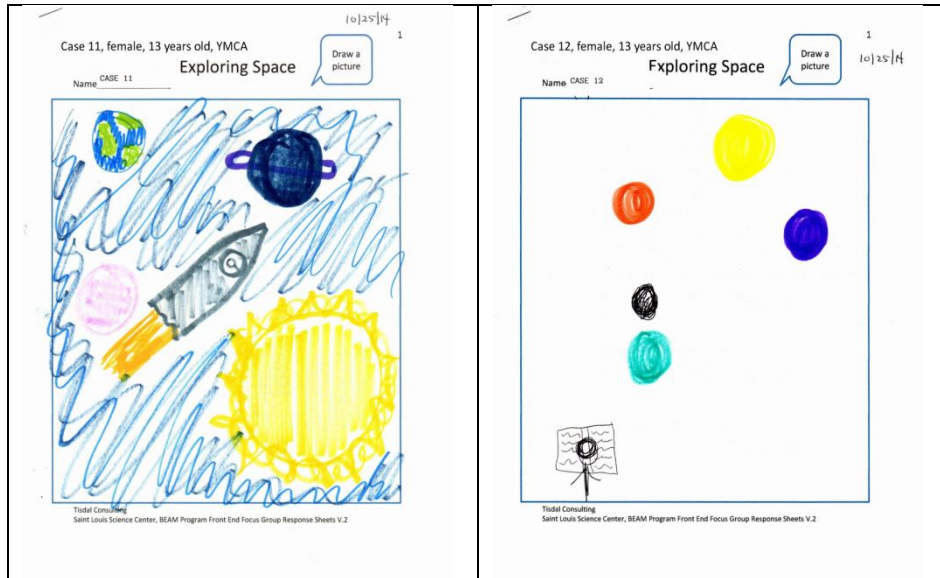 10|25|14
1
Case 11, female, 13 years old, YMCA
Draw a
picture
Exploring Space
Name CASE 11
Tisdal Consulting
Saint Louis Science Center, BEAM Program Front End Focus Group Response Sheets V.2
1
Case 12, female, 13 years old, YMCA
10|25|14
Draw a
picture
Exploring Space
Name CASE 12
Tisdal Consulting
Saint Louis Science Center, BEAM Program Front End Focus Group Response Sheets V.2